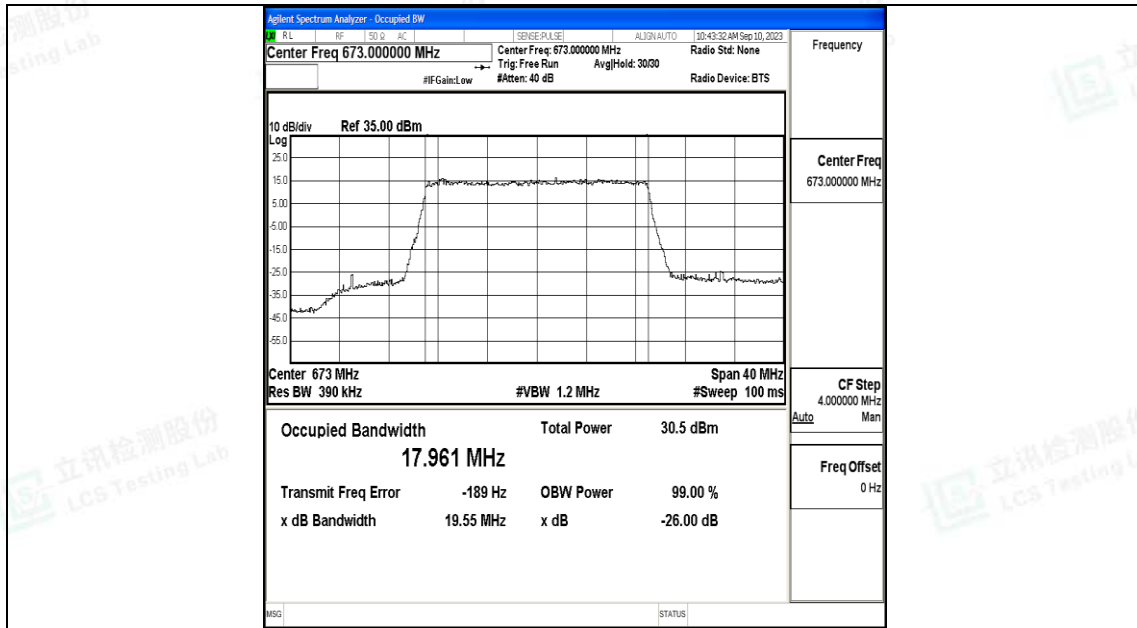 Agilent Spectrum Analyzer - Occupied BW
LXI RL RF 50 Ω AC SENSE:PULSE ALIGNAUTO 10:43:32 AM Sep 10, 2023
Center Freq 673.000000 MHz
Center Freq: 673.000000 MHz Radio Std: None
Trig: Free Run Avg|Hold: 30/30
#IFGain:Low #Atten: 40 dB Radio Device: BTS
Frequency
10 dB/div Ref 35.00 dBm
Log
25.0
15.0
5.00
-5.00
-15.0
-25.0
-35.0
-45.0
-55.0
Center 673 MHz Span 40 MHz
Res BW 390 kHz #VBW 1.2 MHz #Sweep 100 ms
Center Freq
673.000000 MHz
CF Step
4.000000 MHz
Auto Man
Freq Offset
0 Hz
Occupied Bandwidth Total Power 30.5 dBm
17.961 MHz
Transmit Freq Error -189 Hz OBW Power 99.00 %
x dB Bandwidth 19.55 MHz x dB -26.00 dB
MSG STATUS
立讯检测股份
LCS Testing Lab
立讯检测股份
LCS Testing L